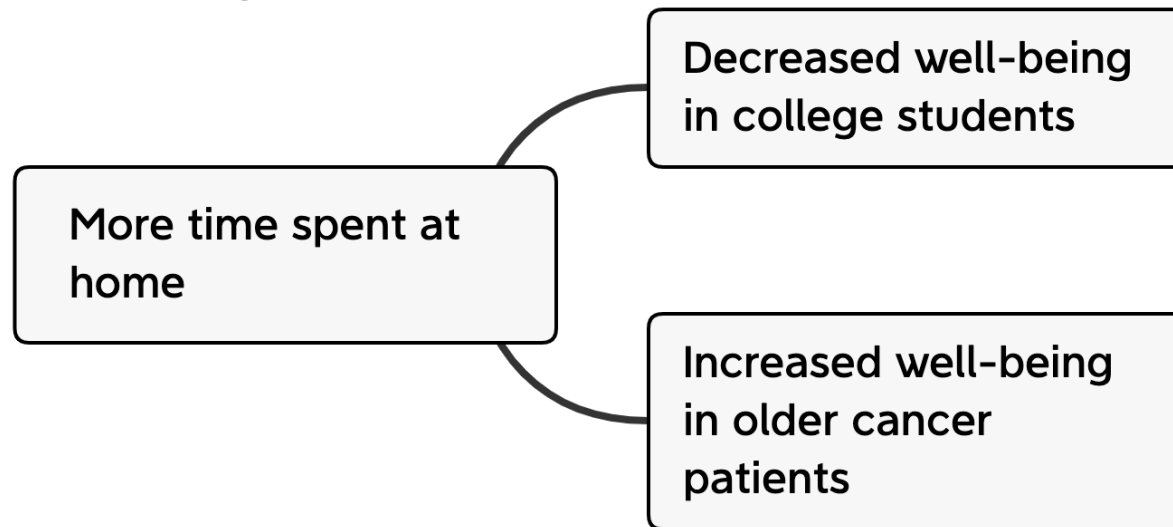 More time spent at
home
Decreased well-being
in college students
Increased well-being
in older cancer
patients